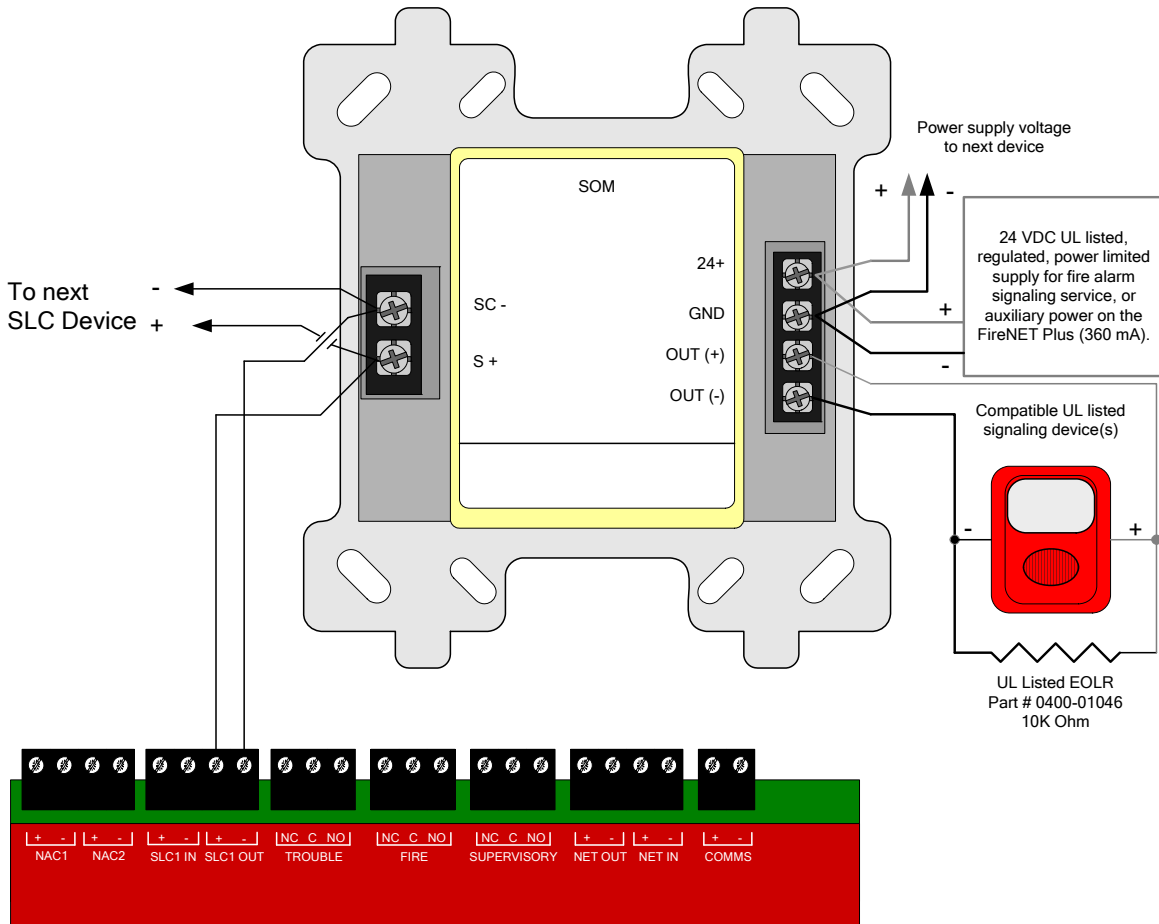 Power supply voltage
to next device
+ -
SOM
24 VDC UL listed,
regulated, power limited
supply for fire alarm
signaling service, or
auxiliary power on the
FireNET Plus (360 mA).
+
-
To next
SLC Device
-
+
SC -
S +
24+
GND
OUT (+)
OUT (-)
Compatible UL listed
signaling device(s)
- +
UL Listed EOLR
Part # 0400-01046
10K Ohm
+ - + - + - + - NC C NO NC C NO NC C NO + - + - + -
NAC1 NAC2 SLC1 IN SLC1 OUT TROUBLE FIRE SUPERVISORY NET OUT NET IN COMMS